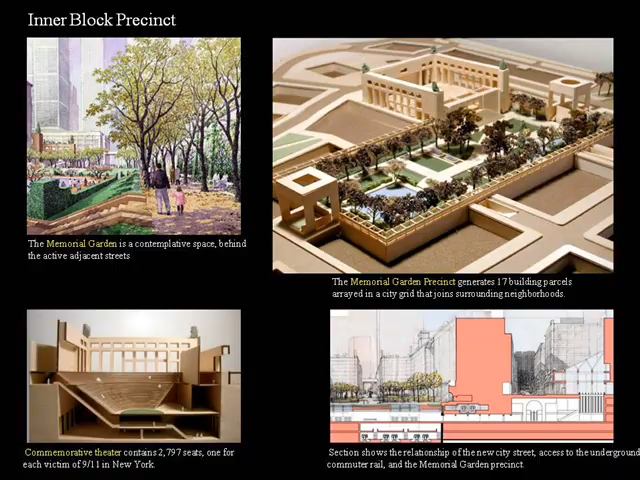 Inner Block Precinct
The Memorial Garden is a contemplative space, behind
the active adjacent streets
The Memorial Garden Precinct generates 17 building parcels
arrayed in a city grid that joins surrounding neighborhoods.
Commemorative theater contains 2,797 seats, one for
each victim of 9/11 in New York.
Section shows the relationship of the new city street, access to the underground
commuter rail, and the Memorial Garden precinct.